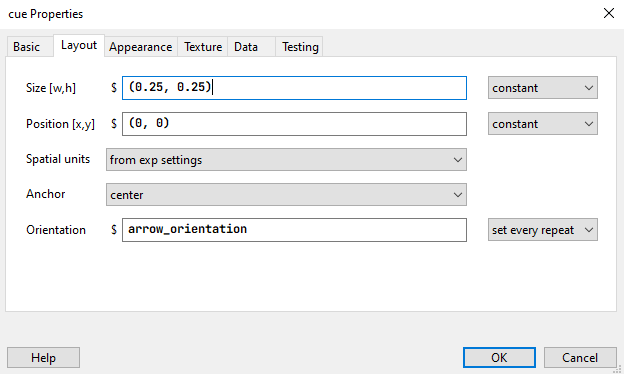 cue Properties
Basic Layout Appearance Texture Data Testing
Size [w,h] $ (0.25, 0.25) constant
Position [x,y] $ (0, 0) constant
Spatial units from exp settings
Anchor center
Orientation $ arrow_orientation set every repeat
Help OK Cancel